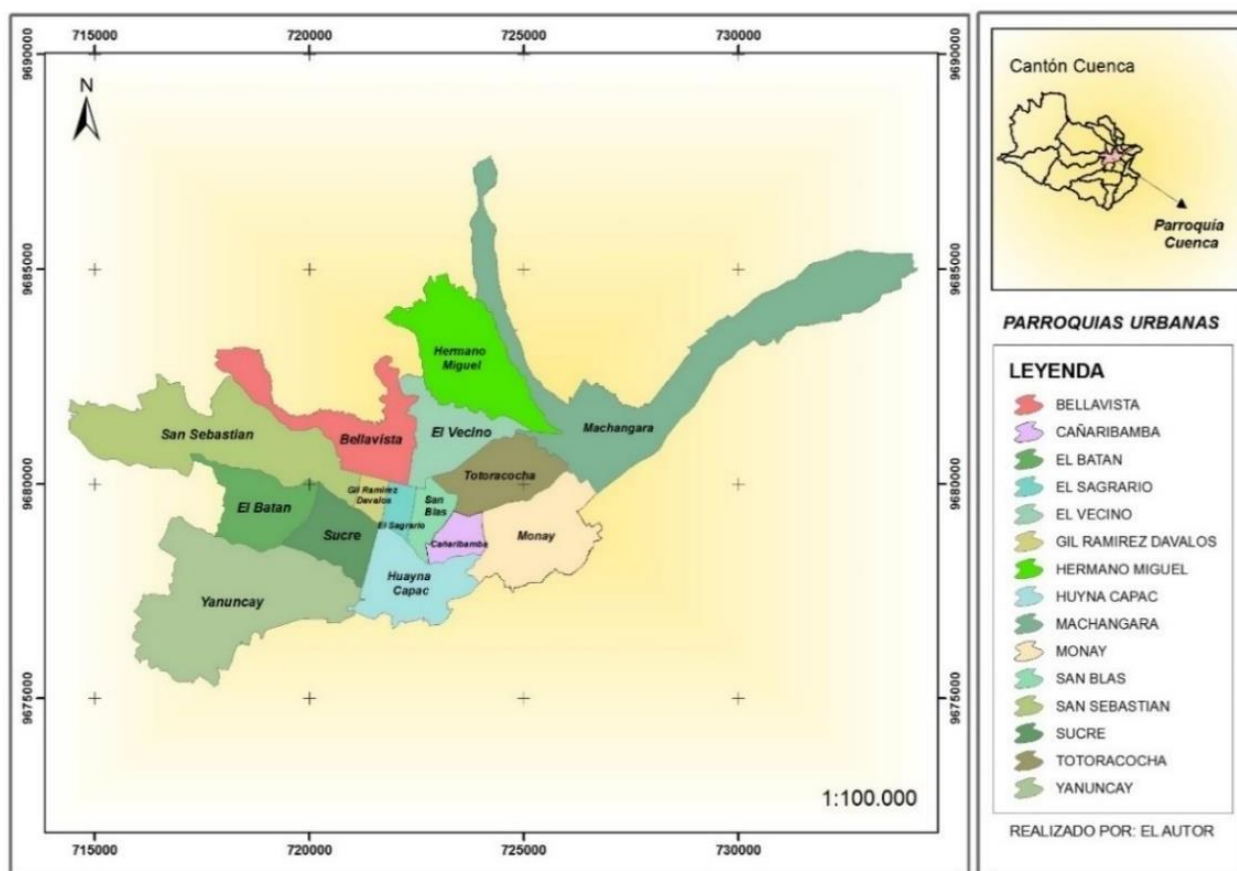 715000
720000
725000
730000
9690000
9690000
N
9685000
9685000
Hermano
Miguel
San Sebastian
Bellavista
El Vecino
Machangara
Totoracocha
9680000
9680000
Gil Ramirez
Davalos
San
Blas
El Batan
El Sagrario
Sucre
Cañaribamba
Monay
Huayna
Capac
Yanuncay
9675000
9675000
1:100.000
715000
720000
725000
730000
Cantón Cuenca
Parroquía
Cuenca
PARROQUIAS URBANAS
LEYENDA
BELLAVISTA
CAÑARIBAMBA
EL BATAN
EL SAGRARIO
EL VECINO
GIL RAMIREZ DAVALOS
HERMANO MIGUEL
HUYNA CAPAC
MACHANGARA
MONAY
SAN BLAS
SAN SEBASTIAN
SUCRE
TOTORACOCHA
YANUNCAY
REALIZADO POR: EL AUTOR